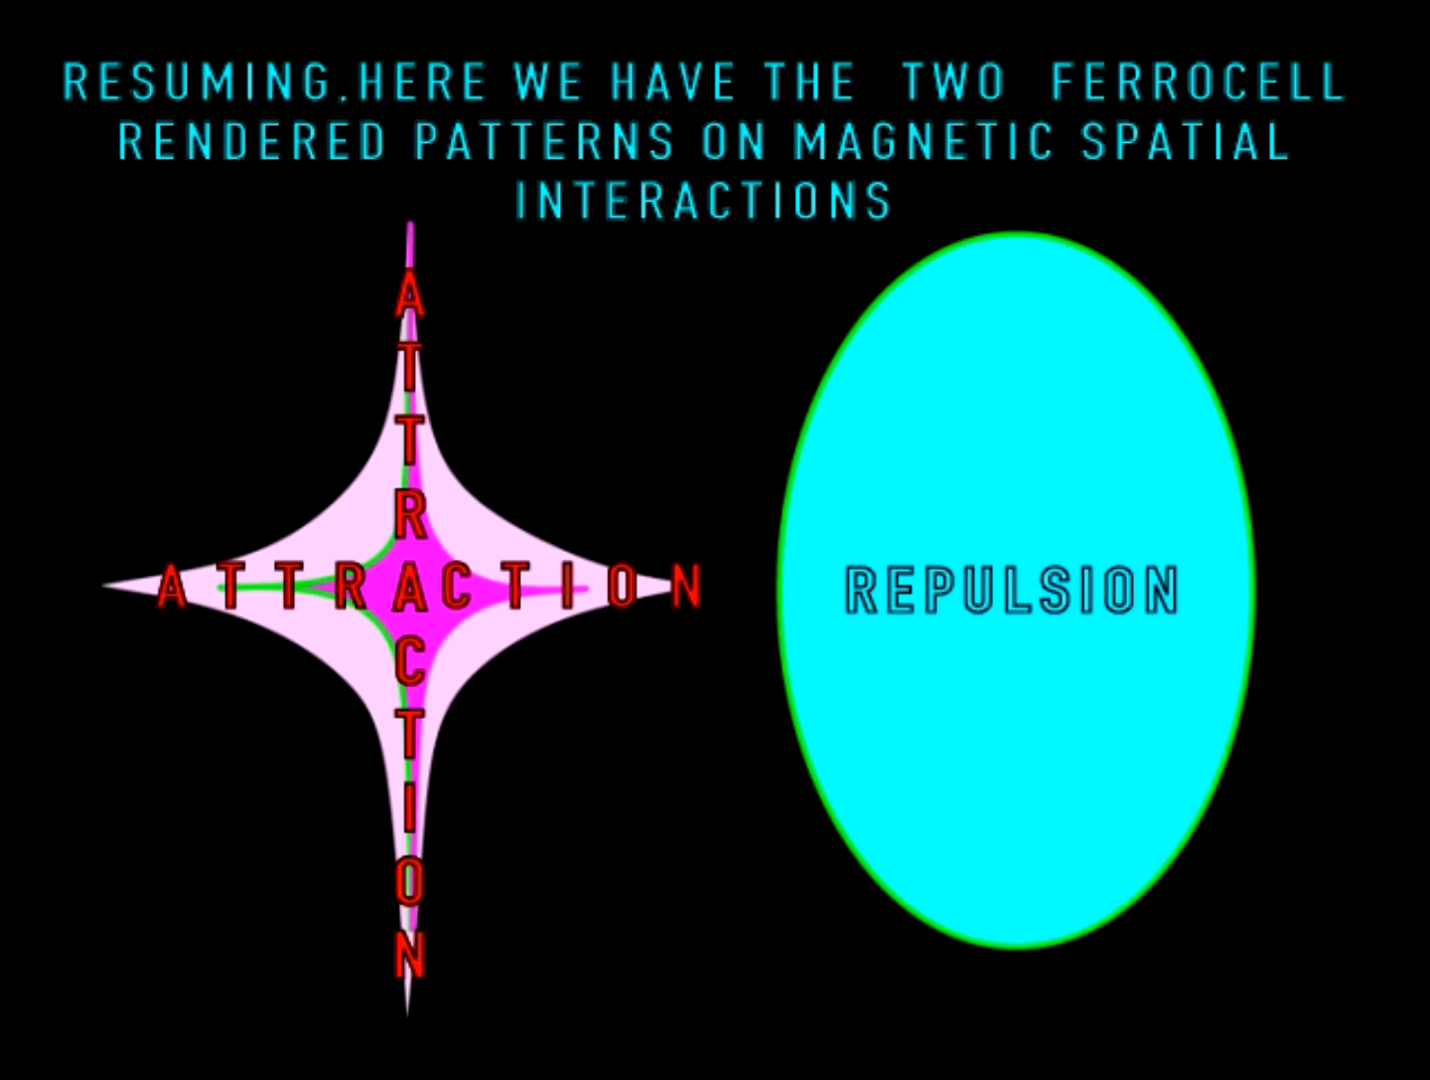 RESUMING.HERE WE HAVE THE TWO FERROCELL
RENDERED PATTERNS ON MAGNETIC SPATIAL
INTERACTIONS
ATTRACTION
ATTRACTION
REPULSION